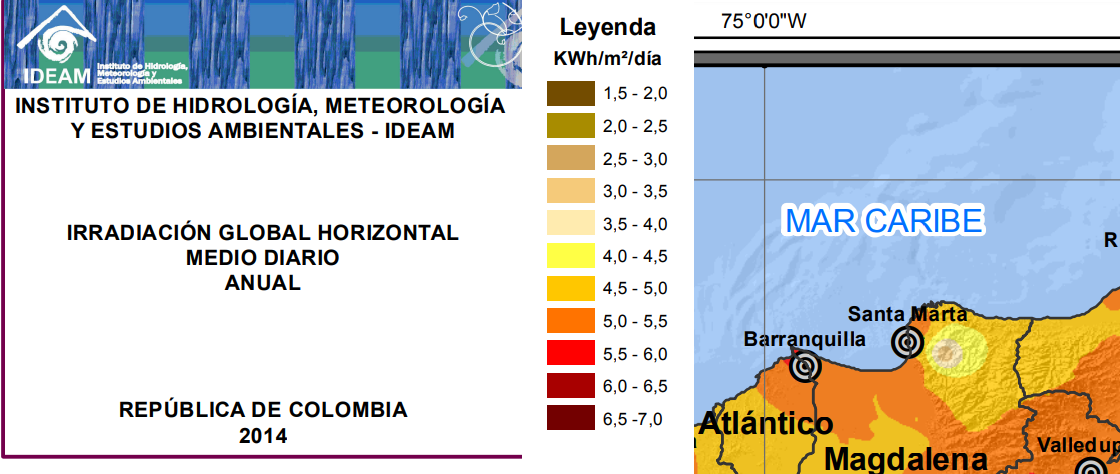 IDEAM
Instituto de Hidrología,
Meteorología y
Estudios Ambientales
INSTITUTO DE HIDROLOGÍA, METEOROLOGÍA
Y ESTUDIOS AMBIENTALES - IDEAM
IRRADIACIÓN GLOBAL HORIZONTAL
MEDIO DIARIO
ANUAL
REPÚBLICA DE COLOMBIA
2014
Leyenda
KWh/m²/día
1,5 - 2,0
2,0 - 2,5
2,5 - 3,0
3,0 - 3,5
3,5 - 4,0
4,0 - 4,5
4,5 - 5,0
5,0 - 5,5
5,5 - 6,0
6,0 - 6,5
6,5 -7,0
75°0'0"W
MAR CARIBE
R
Santa Marta
Barranquilla
Atlántico
Valledup
Magdalena